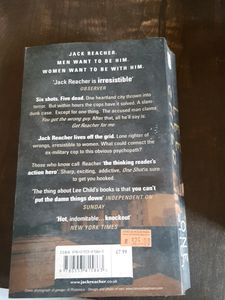 JACK REACHER.
MEN WANT TO BE HIM.
WOMEN WANT TO BE WITH HIM.
'Jack Reacher is irresistible'
OBSERVER
Six shots. Five dead. One heartland city thrown into
terror. But within hours the cops have it solved. A slam-
dunk case. Except for one thing. The accused man claims
You got the wrong guy. After that, all he'll say is,
Get Reacher for me.
Jack Reacher lives off the grid. Lone righter of
wrongs, irresistible to women. What could connect the
ex-military cop to this obvious psychopath?
Those who know call Reacher 'the thinking reader's
action hero'. Sharp, exciting, addictive, One Shot is sure
to get you hooked.
"The thing about Lee Child's books is that you can't
put the damn things down' INDEPENDENT ON
SUNDAY
'Hot, indomitable... knockout'
NEW YORK TIMES
£7.99
www.jackreacher.co.uk